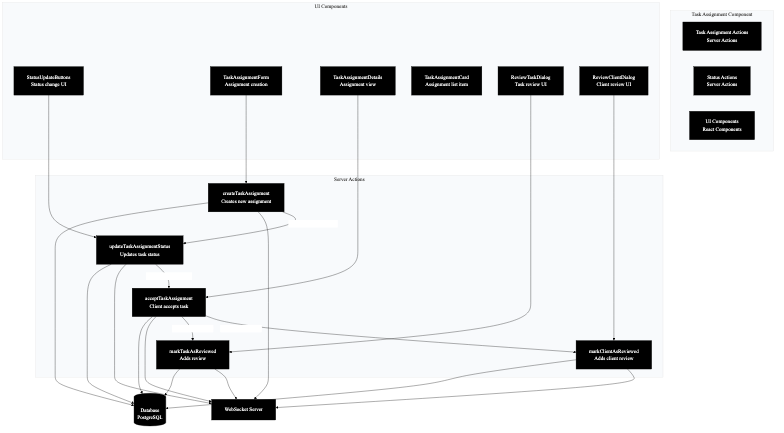 UI Components
Task Assignment Component
Task Assignment Actions
Server Actions
StatusUpdateButtons
Status change UI
TaskAssignmentForm
Assignment creation
TaskAssignmentDetails
Assignment view
TaskAssignmentCard
Assignment list item
ReviewTaskDialog
Task review UI
ReviewClientDialog
Client review UI
Status Actions
Server Actions
UI Components
React Components
Server Actions
createTaskAssignment
Creates new assignment
updateTaskAssignmentStatus
Updates task status
acceptTaskAssignment
Client accepts task
markTaskAsReviewed
Adds review
markClientAsReviewed
Adds client review
Database
PostgreSQL
WebSocket Server